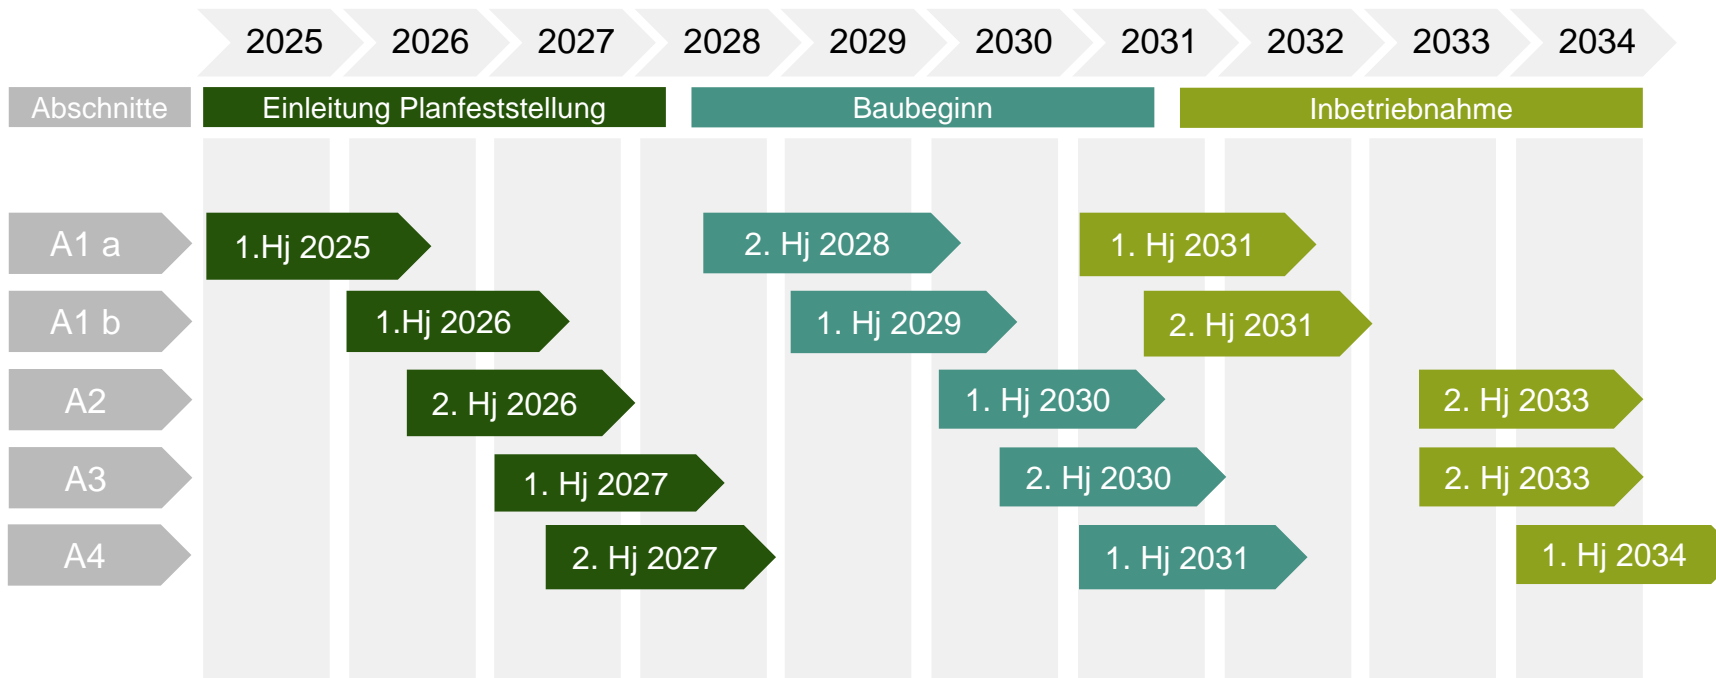 2025 2026 2027 2028 2029 2030 2031 2032 2033 2034
Abschnitte Einleitung Planfeststellung Baubeginn Inbetriebnahme
A1 a 1.Hj 2025 2. Hj 2028 1. Hj 2031
A1 b 1.Hj 2026 1. Hj 2029 2. Hj 2031
A2 2. Hj 2026 1. Hj 2030 2. Hj 2033
A3 1. Hj 2027 2. Hj 2030 2. Hj 2033
A4 2. Hj 2027 1. Hj 2031 1. Hj 2034